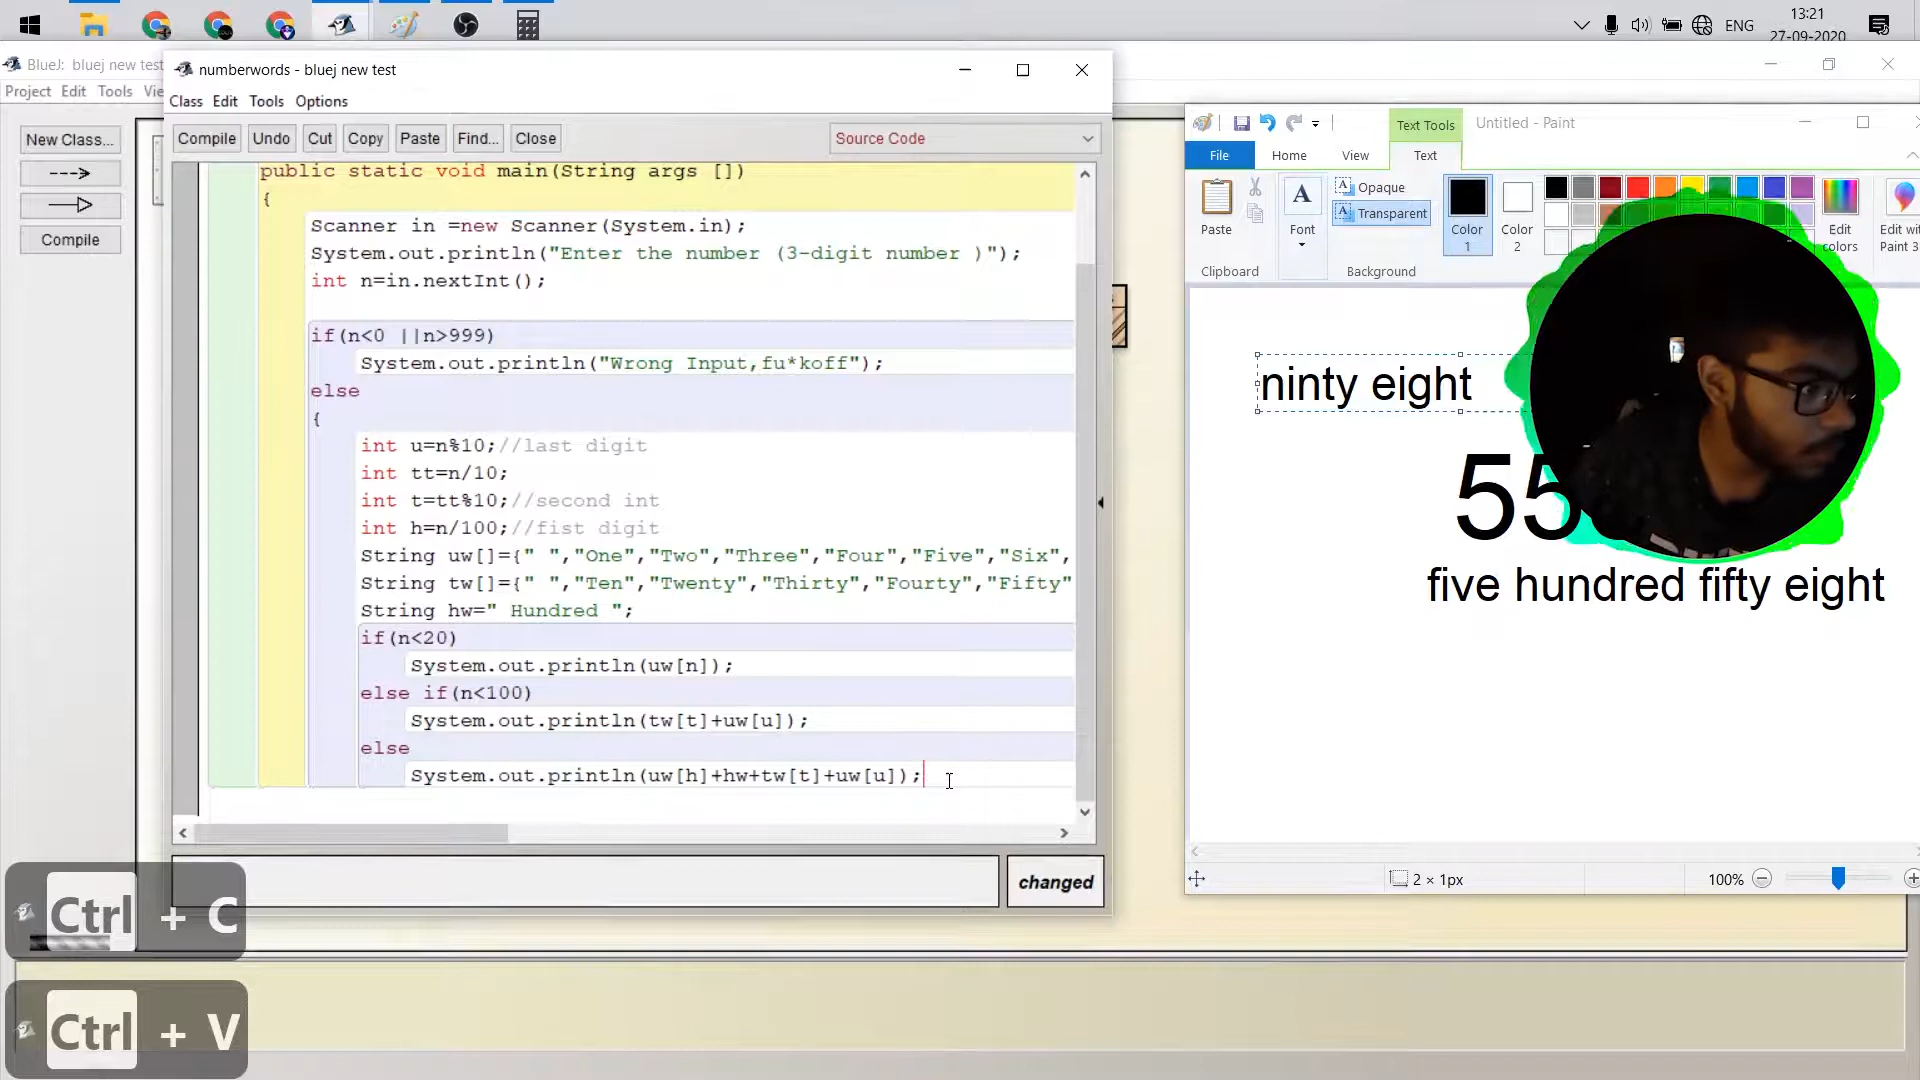 ENG
13:21
27-09-2020
BlueJ: bluej new test
Project Edit Tools
New Class...
Compile
numberwords - bluej new test
Class Edit Tools Options
Compile Undo Cut Copy Paste Find... Close
Source Code
public static void main(String args [])
{
Scanner in =new Scanner(System.in);
System.out.println("Enter the number (3-digit number )");
int n=in.nextInt();
if(n<0 ||n>999)
System.out.println("Wrong Input,fu*koff");
else
{
int u=n%10;//last digit
int tt=n/10;
int t=tt%10;//second int
int h=n/100;//fist digit
String uw[]={" ","One","Two","Three","Four","Five","Six",
String tw[]={" ","Ten","Twenty","Thirty","Fourty","Fifty"
String hw=" Hundred ";
if(n<20)
System.out.println(uw[n]);
else if(n<100)
System.out.println(tw[t]+uw[u]);
else
System.out.println(uw[h]+hw+tw[t]+uw[u]);
changed
Text Tools
Untitled - Paint
File Home View Text
Paste
Clipboard
A
Font
Opaque
Transparent
Background
Color 1
Color 2
Edit colors
Edit wi
Paint 3
ninty eight
55
five hundred fifty eight
2 × 1px
100%
Ctrl + C
Ctrl + V